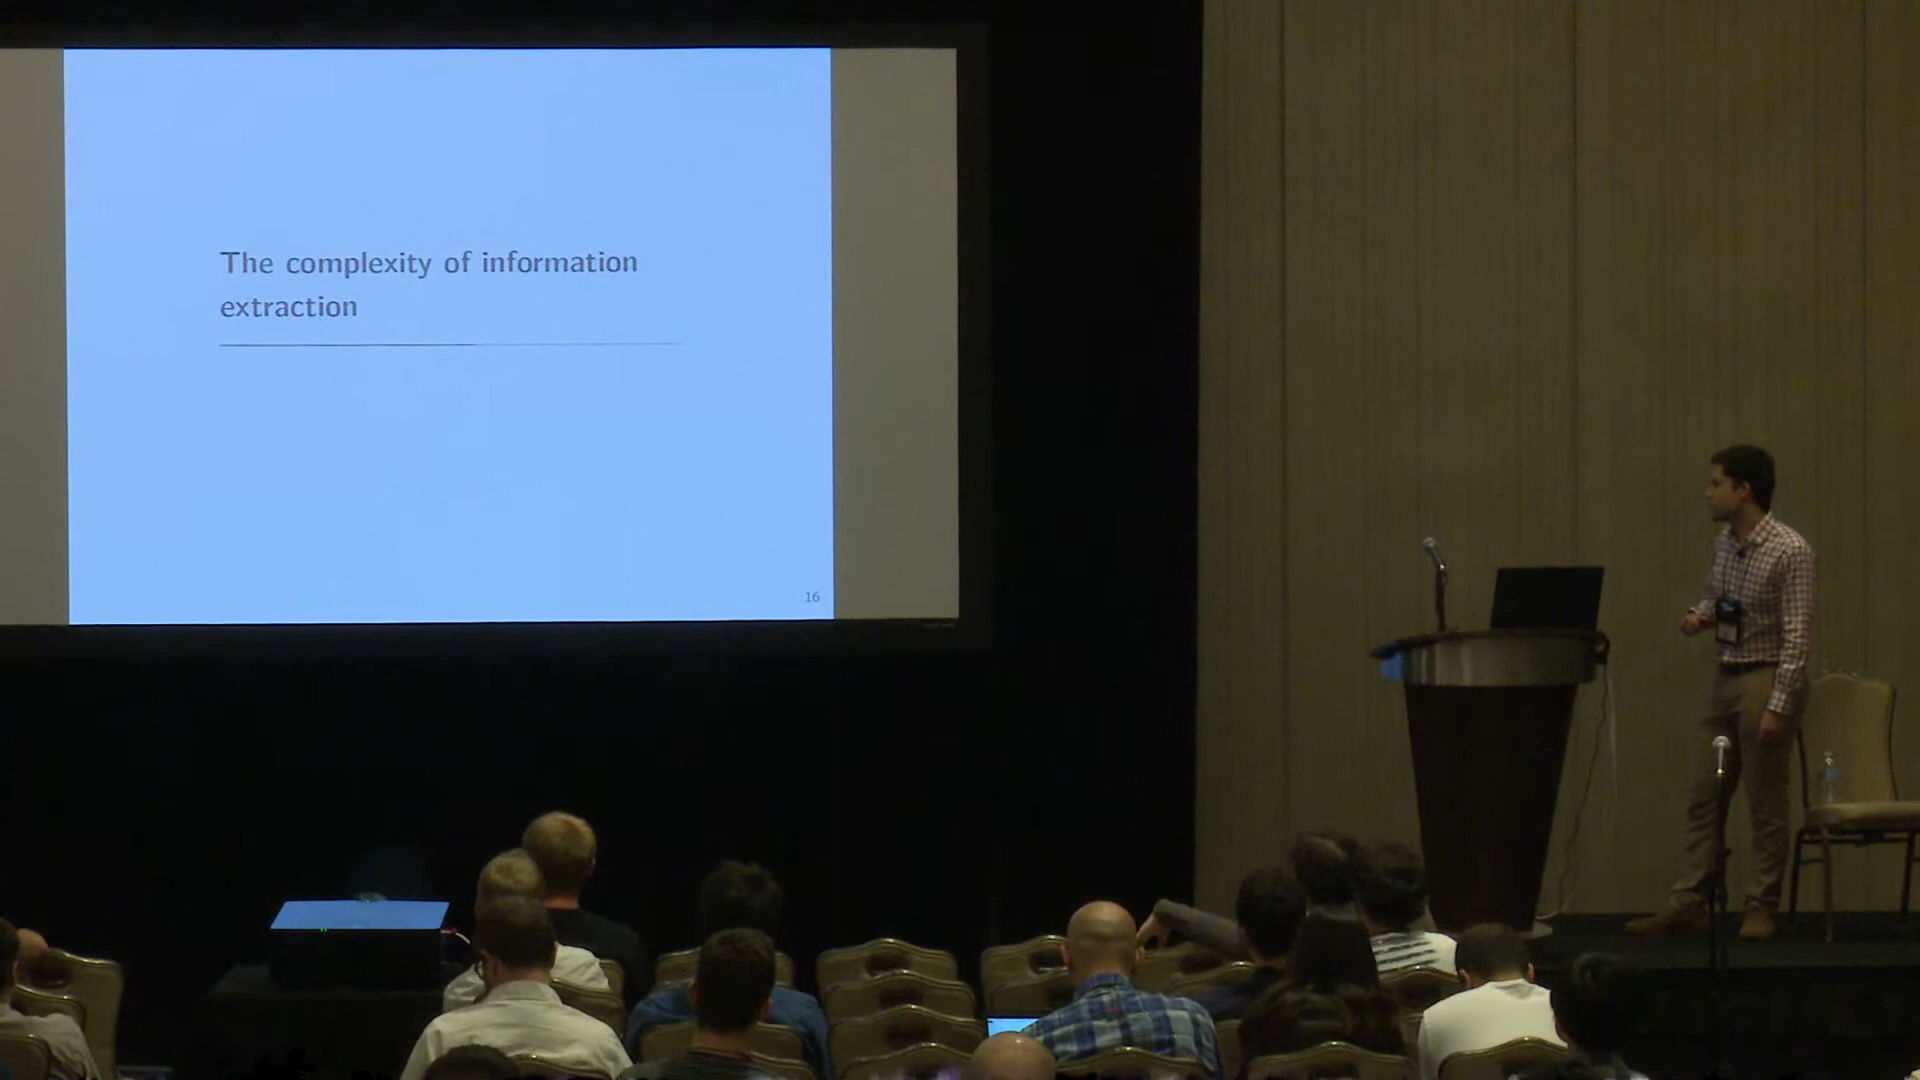 The complexity of information
extraction
16